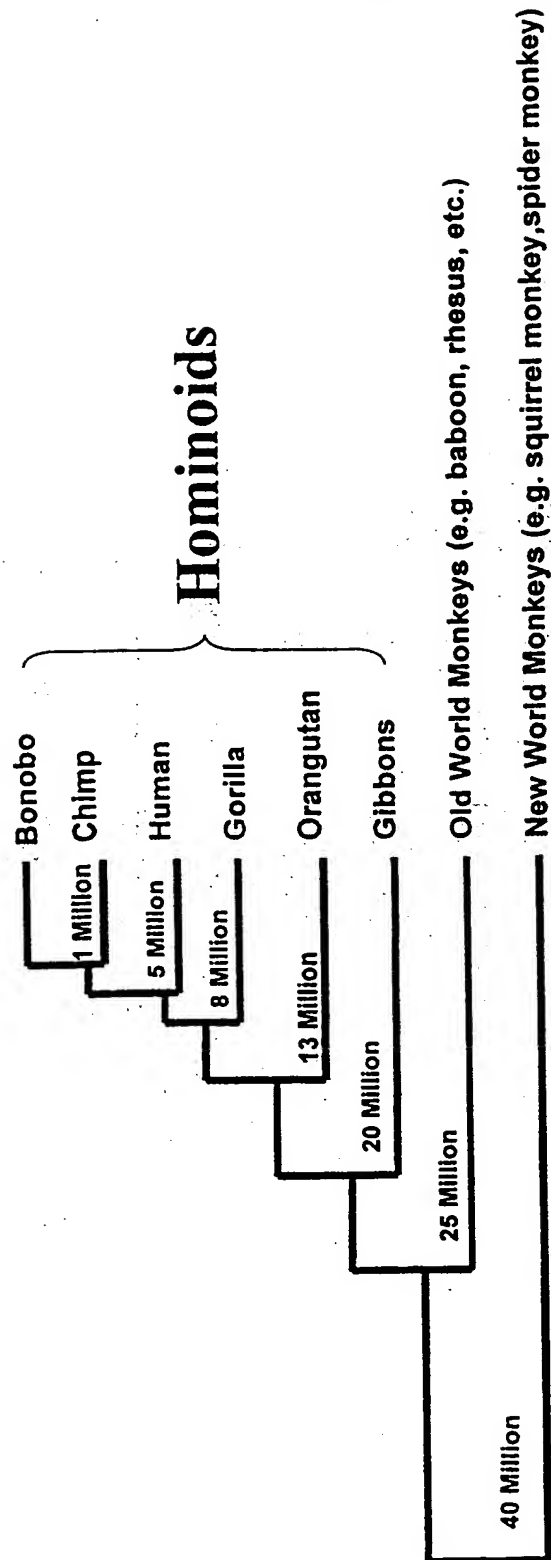 Bonobo
1 Million Chimp
Hominoids
5 Million Human
8 Million Gorilla
13 Million Orangutan
20 Million Gibbons
25 Million Old World Monkeys (e.g. baboon, rhesus, etc.)
40 Million New World Monkeys (e.g. squirrel monkey,spider monkey)